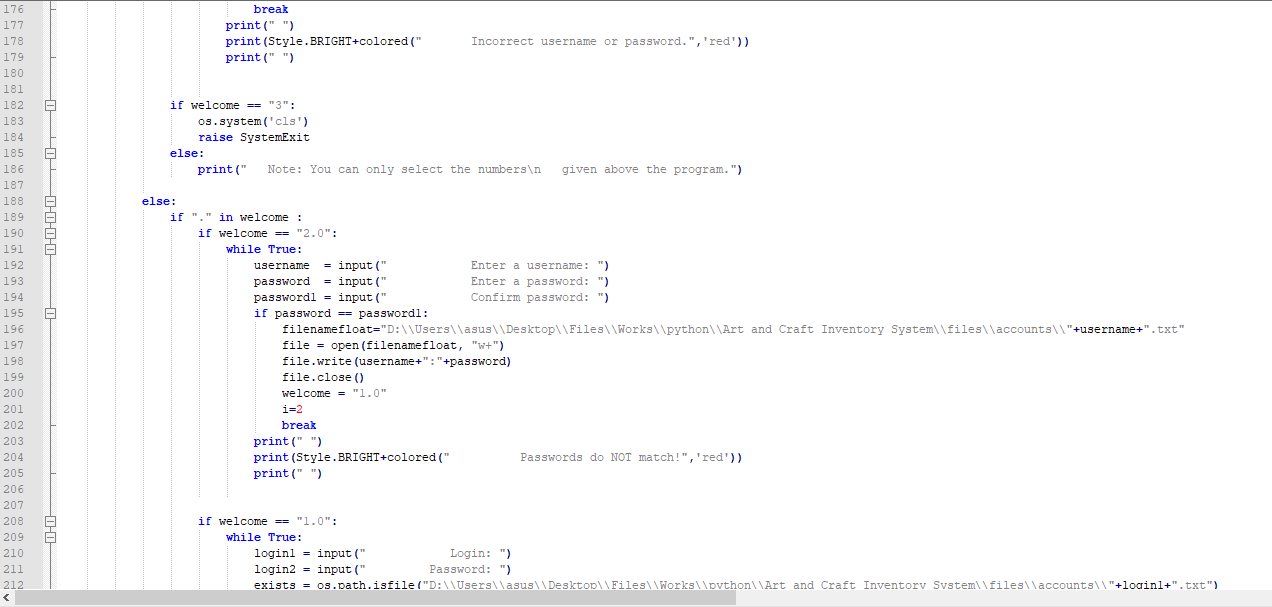 176 break
177 print(" ")
178 print(Style.BRIGHT+colored("       Incorrect username or password.",'red'))
179 print(" ")
180
181
182 if welcome == "3":
183 os.system('cls')
184 raise SystemExit
185 else:
186 print("   Note: You can only select the numbers\n   given above the program.")
187
188 else:
189 if "." in welcome :
190 if welcome == "2.0":
191 while True:
192 username  = input("            Enter a username: ")
193 password  = input("            Enter a password: ")
194 password1 = input("            Confirm password: ")
195 if password == password1:
196 filenamefloat="D:\\Users\\asus\\Desktop\\Files\\Works\\python\\Art and Craft Inventory System\\files\\accounts\\"+username+".txt"
197 file = open(filenamefloat, "w+")
198 file.write(username+":"+password)
199 file.close()
200 welcome = "1.0"
201 i=2
202 break
203 print(" ")
204 print(Style.BRIGHT+colored("          Passwords do NOT match!",'red'))
205 print(" ")
206
207
208 if welcome == "1.0":
209 while True:
210 login1 = input("            Login: ")
211 login2 = input("         Password: ")
212 exists = os.path.isfile("D:\\Users\\asus\\Desktop\\Files\\Works\\python\\Art and Craft Inventory System\\files\\accounts\\"+login1+".txt")